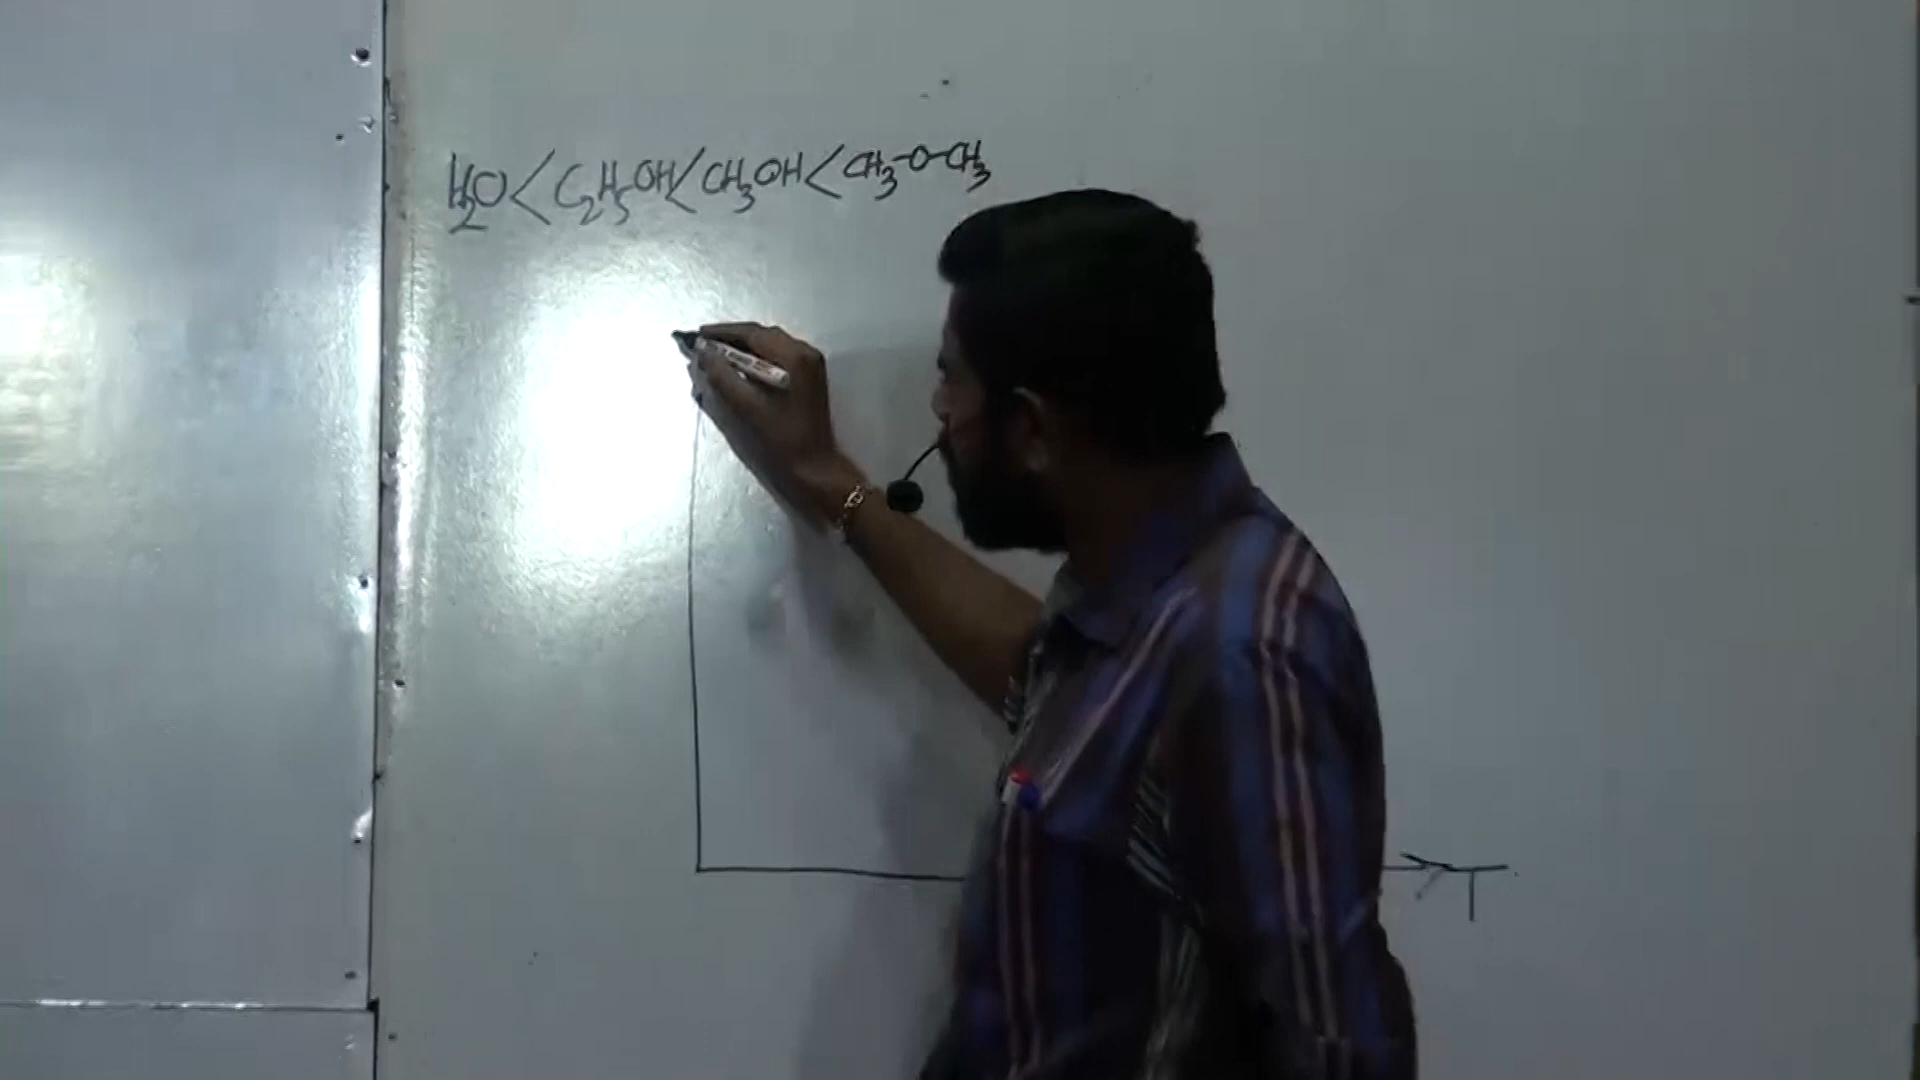 H₂O < C₂H₅OH < CH₃OH < CH₃-O-CH₃
T